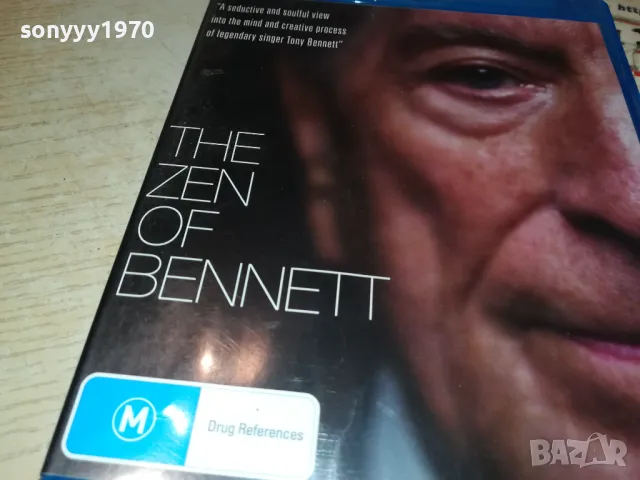 sonyyy1970
"A seductive and soulful view
into the mind and creative process
of legendary singer Tony Bennett"
THE
ZEN
OF
BENNETT
M
Drug References
BAZAR